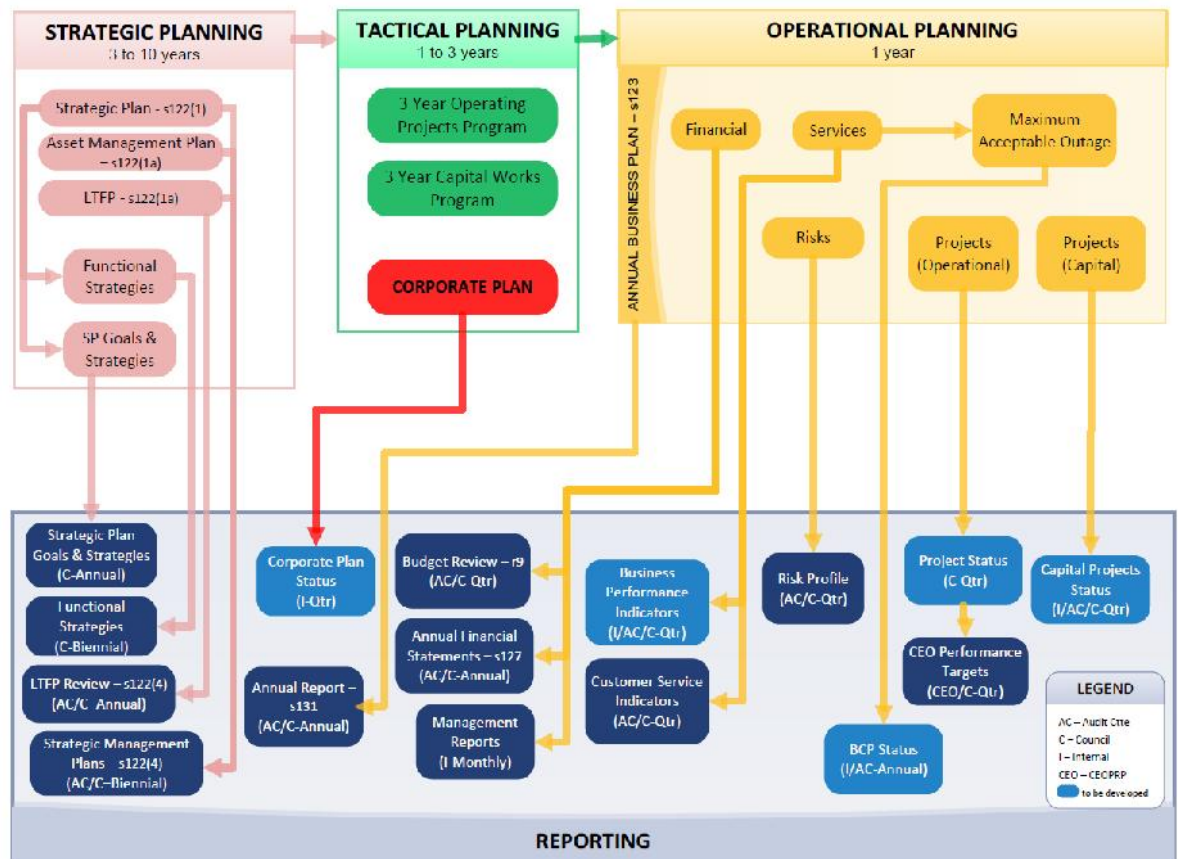 STRATEGIC PLANNING
3 to 10 years
Strategic Plan - s122(1)
Asset Management Plan
– s122(1a)
LTFP - s122(1a)
Functional
Strategies
SP Goals &
Strategies
TACTICAL PLANNING
1 to 3 years
3 Year Operating
Projects Program
3 Year Capital Works
Program
CORPORATE PLAN
OPERATIONAL PLANNING
1 year
ANNUAL BUSINESS PLAN – s123
Financial
Services
Maximum
Acceptable Outage
Risks
Projects
(Operational)
Projects
(Capital)
Strategic Plan
Goals & Strategies
(C-Annual)
Functional
Strategies
(C-Biennial)
LTFP Review – s122(4)
(AC/C Annual)
Strategic Management
Plans – s122(4)
(AC/C–Biennial)
Corporate Plan
Status
(I-Qtr)
Annual Report –
s131
(AC/C-Annual)
Budget Review – r9
(AC/C Qtr)
Annual Financial
Statements – s127
(AC/C-Annual)
Management
Reports
(I Monthly)
Business
Performance
Indicators
(I/AC/C-Qtr)
Customer Service
Indicators
(AC/C-Qtr)
Risk Profile
(AC/C-Qtr)
BCP Status
(I/AC-Annual)
Project Status
(C Qtr)
CEO Performance
Targets
(CEO/C-Qtr)
Capital Projects
Status
(I/AC/C-Qtr)
LEGEND
AC – Audit Ctte
C – Council
I – Internal
CEO – CEOPRP
to be developed
REPORTING